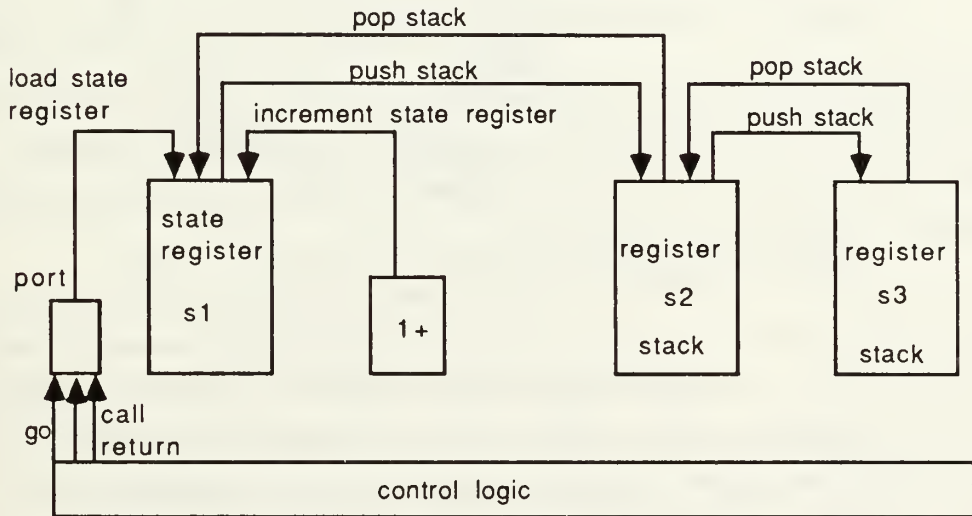 pop stack
load state
register
push stack
pop stack
increment state register
push stack
state
register
s1
port
1+
register
s2
stack
register
s3
stack
go
call
return
control logic